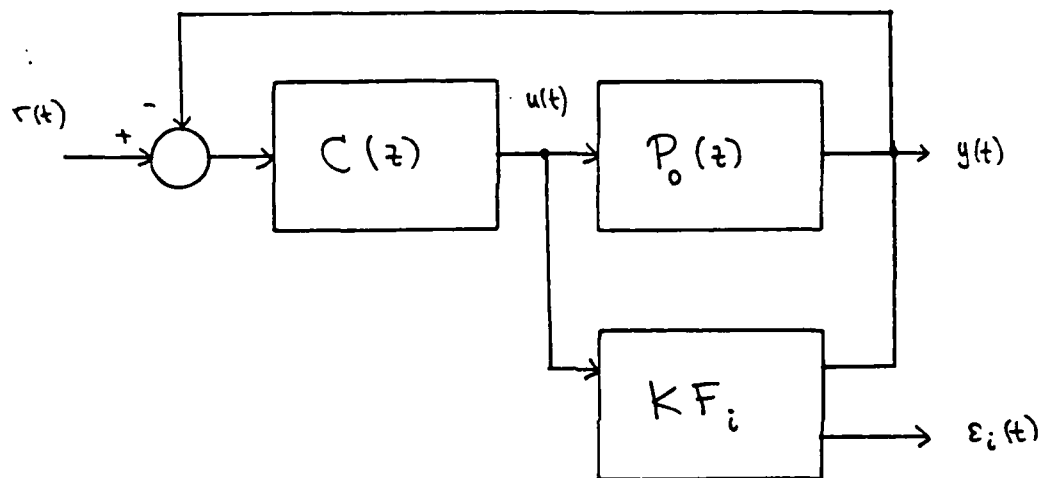 -
u(t)
r(t)
+
C(z)
P₀(z)
y(t)
KFᵢ
εᵢ(t)